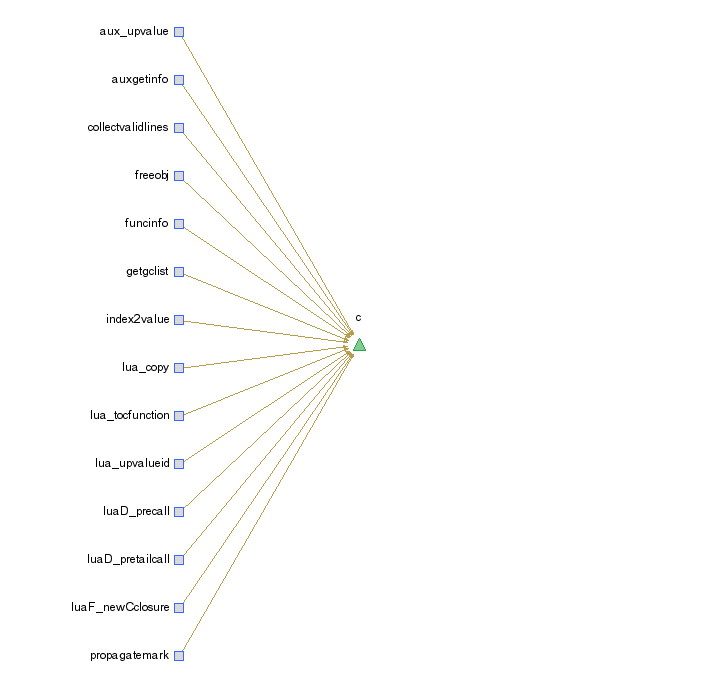 aux_upvalue
auxgetinfo
collectvalidlines
freeobj
funcinfo
getgclist
index2value
c
lua_copy
lua_tocfunction
lua_upvalueid
luaD_precall
luaD_pretailcall
luaF_newCclosure
propagatemark